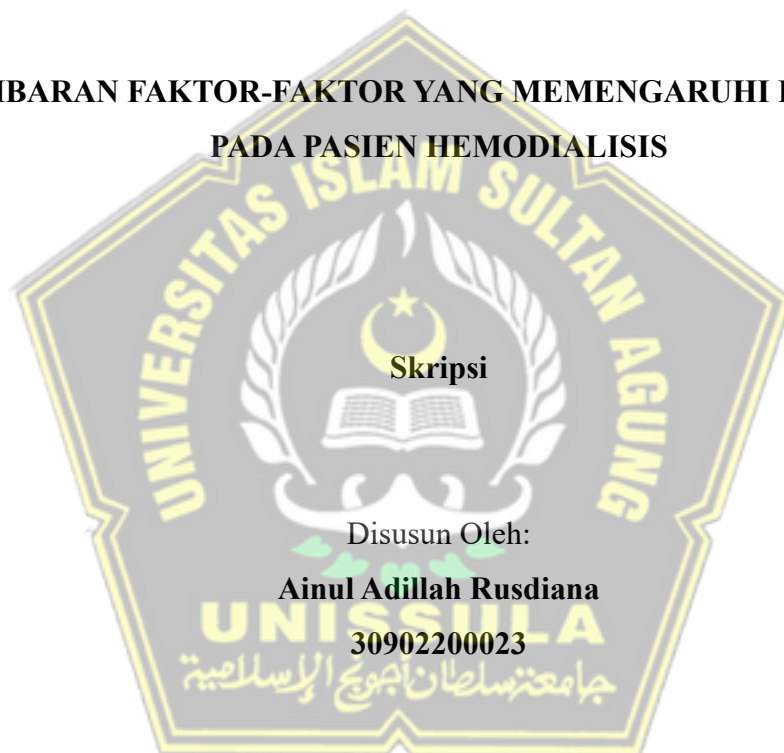 FAKTOR-FAKTOR YANG MEMENGARUHI
PADA PASIEN HEMODIALISIS
UNIVERSITAS ISLAM SULTAN AGUNG
Skripsi
Disusun Oleh:
Ainul Adillah Rusdiana
30902200023
UNISSULA
جامعة سلطان أجونج الإسلامية